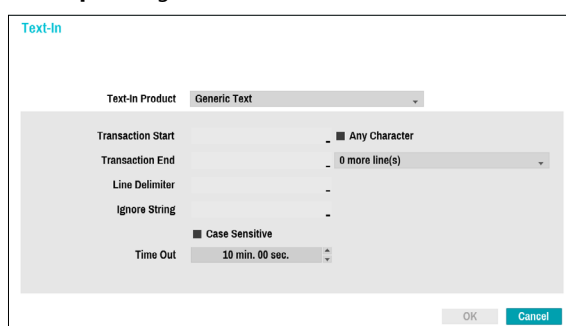 Text-In
Text-In Product Generic Text
Transaction Start Any Character
Transaction End 0 more line(s)
Line Delimiter
Ignore String
Case Sensitive
Time Out 10 min. 00 sec.
OK Cancel